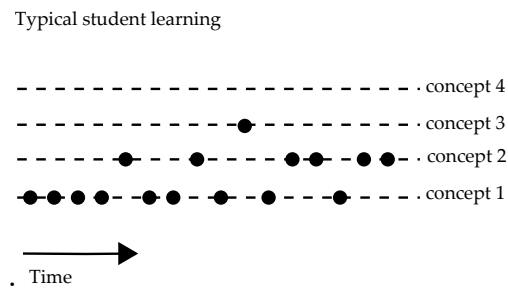 Typical student learning
concept 4
concept 3
concept 2
concept 1
Time